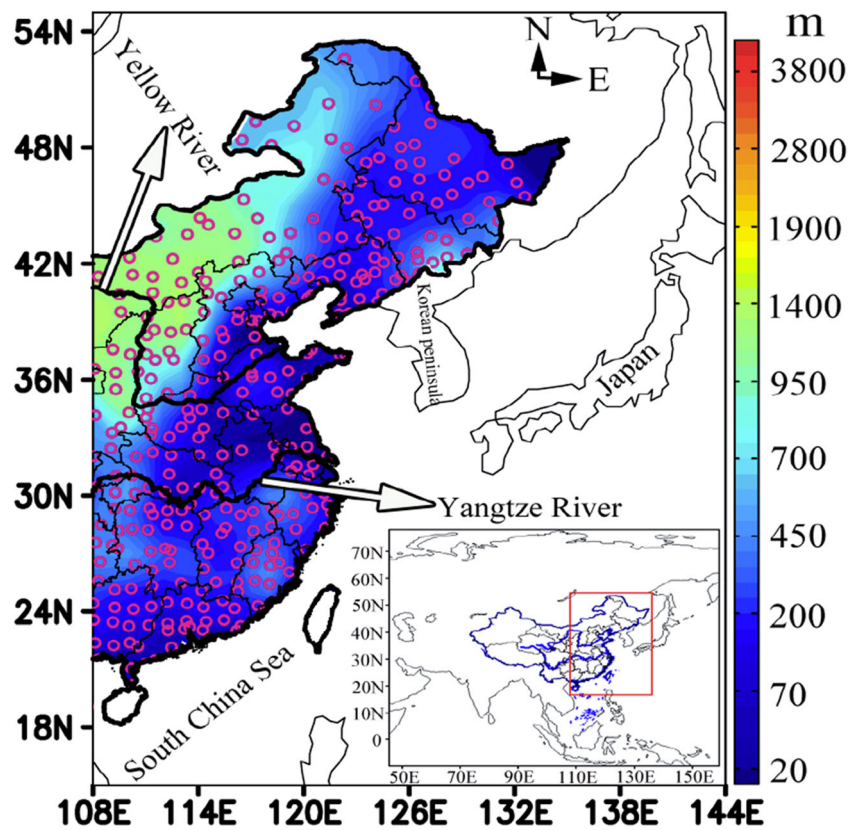 54N
48N
42N
36N
30N
24N
18N
108E 114E 120E 126E 132E 138E 144E
Yellow River
N
E
Korean peninsula
Japan
Yangtze River
South China Sea
m
3800
2800
1900
1400
950
700
450
200
70
20
70N
60N
50N
40N
30N
20N
10N
0
50E 70E 90E 110E 130E 150E